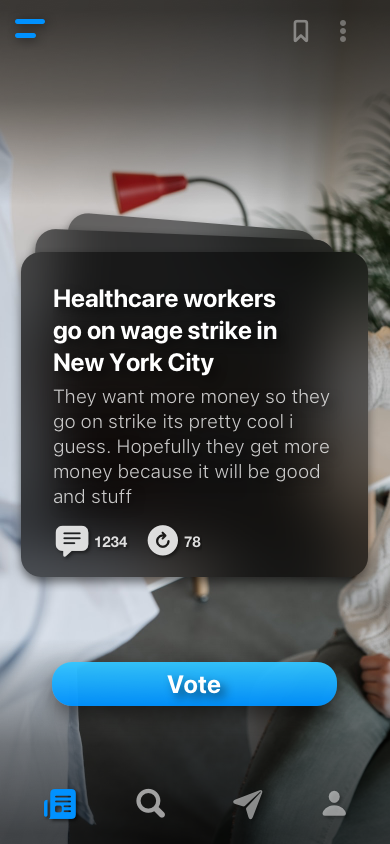 Healthcare workers
go on wage strike in
New York City
They want more money so they
go on strike its pretty cool i
guess. Hopefully they get more
money because it will be good
and stuff
1234 78
Vote